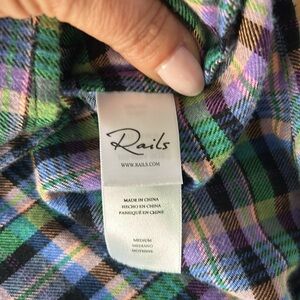 Rails
WWW.RAILS.COM
MADE IN CHINA
HECHO EN CHINA
FABRIQUÉ EN CHINE
MEDIUM
MEDIANO
MOYENNE